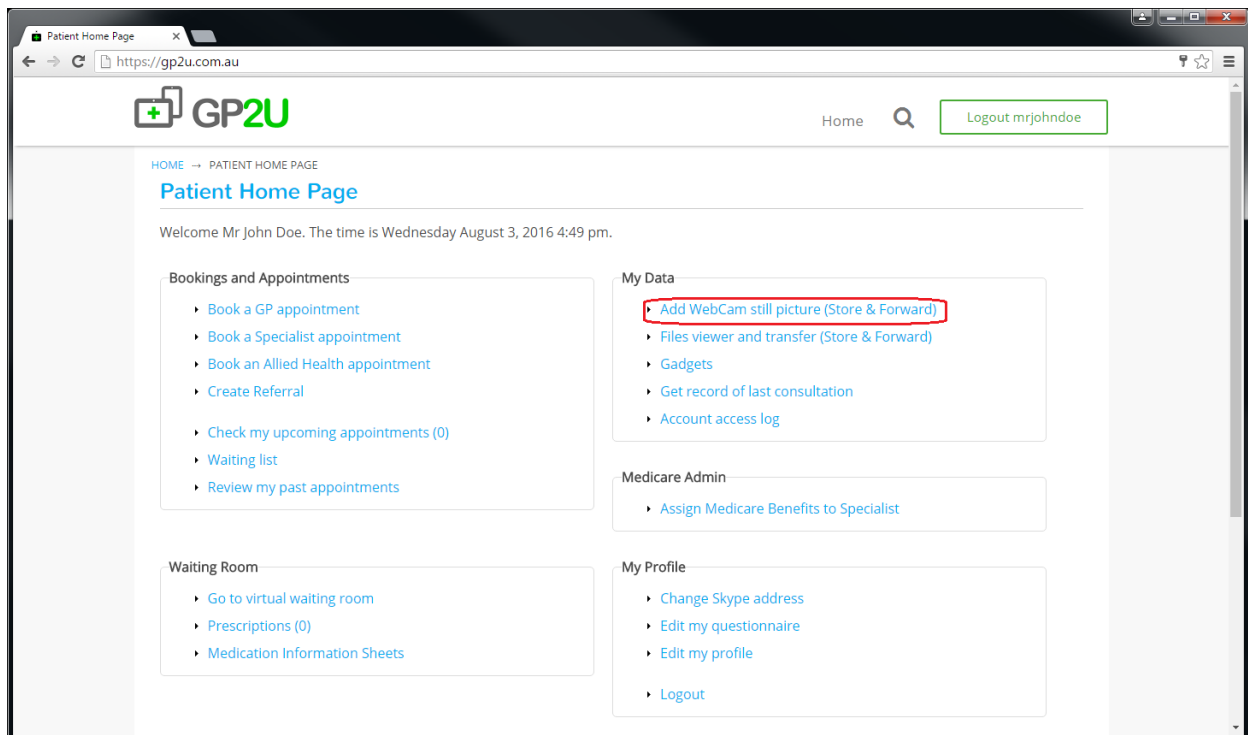 Patient Home Page
https://gp2u.com.au
GP2U
Home
Logout mrjohndoe
HOME → PATIENT HOME PAGE
Patient Home Page
Welcome Mr John Doe. The time is Wednesday August 3, 2016 4:49 pm.
Bookings and Appointments
Book a GP appointment
Book a Specialist appointment
Book an Allied Health appointment
Create Referral
Check my upcoming appointments (0)
Waiting list
Review my past appointments
My Data
Add WebCam still picture (Store & Forward)
Files viewer and transfer (Store & Forward)
Gadgets
Get record of last consultation
Account access log
Medicare Admin
Assign Medicare Benefits to Specialist
Waiting Room
Go to virtual waiting room
Prescriptions (0)
Medication Information Sheets
My Profile
Change Skype address
Edit my questionnaire
Edit my profile
Logout